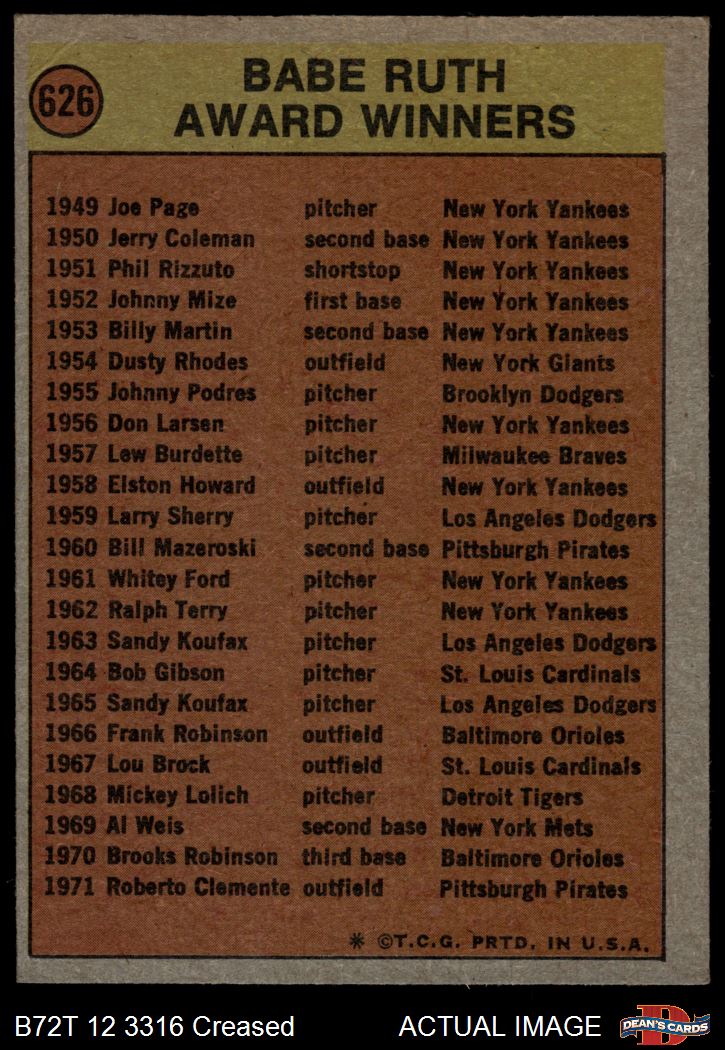 626
BABE RUTH
AWARD WINNERS
1949 Joe Page pitcher New York Yankees
1950 Jerry Coleman second base New York Yankees
1951 Phil Rizzuto shortstop New York Yankees
1952 Johnny Mize first base New York Yankees
1953 Billy Martin second base New York Yankees
1954 Dusty Rhodes outfield New York Giants
1955 Johnny Podres pitcher Brooklyn Dodgers
1956 Don Larsen pitcher New York Yankees
1957 Lew Burdette pitcher Milwaukee Braves
1958 Elston Howard outfield New York Yankees
1959 Larry Sherry pitcher Los Angeles Dodgers
1960 Bill Mazeroski second base Pittsburgh Pirates
1961 Whitey Ford pitcher New York Yankees
1962 Ralph Terry pitcher New York Yankees
1963 Sandy Koufax pitcher Los Angeles Dodgers
1964 Bob Gibson pitcher St. Louis Cardinals
1965 Sandy Koufax pitcher Los Angeles Dodgers
1966 Frank Robinson outfield Baltimore Orioles
1967 Lou Brock outfield St. Louis Cardinals
1968 Mickey Lolich pitcher Detroit Tigers
1969 Al Weis second base New York Mets
1970 Brooks Robinson third base Baltimore Orioles
1971 Roberto Clemente outfield Pittsburgh Pirates
* ©T.C.G. PRTD. IN U.S.A.
B72T 12 3316 Creased ACTUAL IMAGE D DEAN'S CARDS